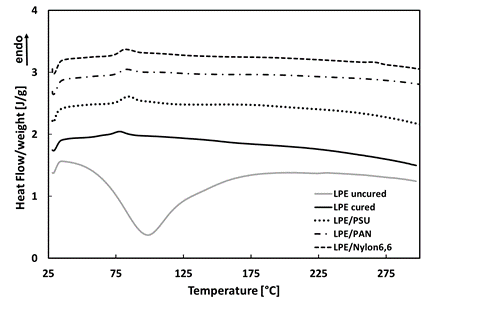 4
3
2
1
0
25
75
125
175
225
275
Heat Flow/weight [J/g]
endo
Temperature [°C]
LPE uncured
LPE cured
LPE/PSU
LPE/PAN
LPE/Nylon6,6